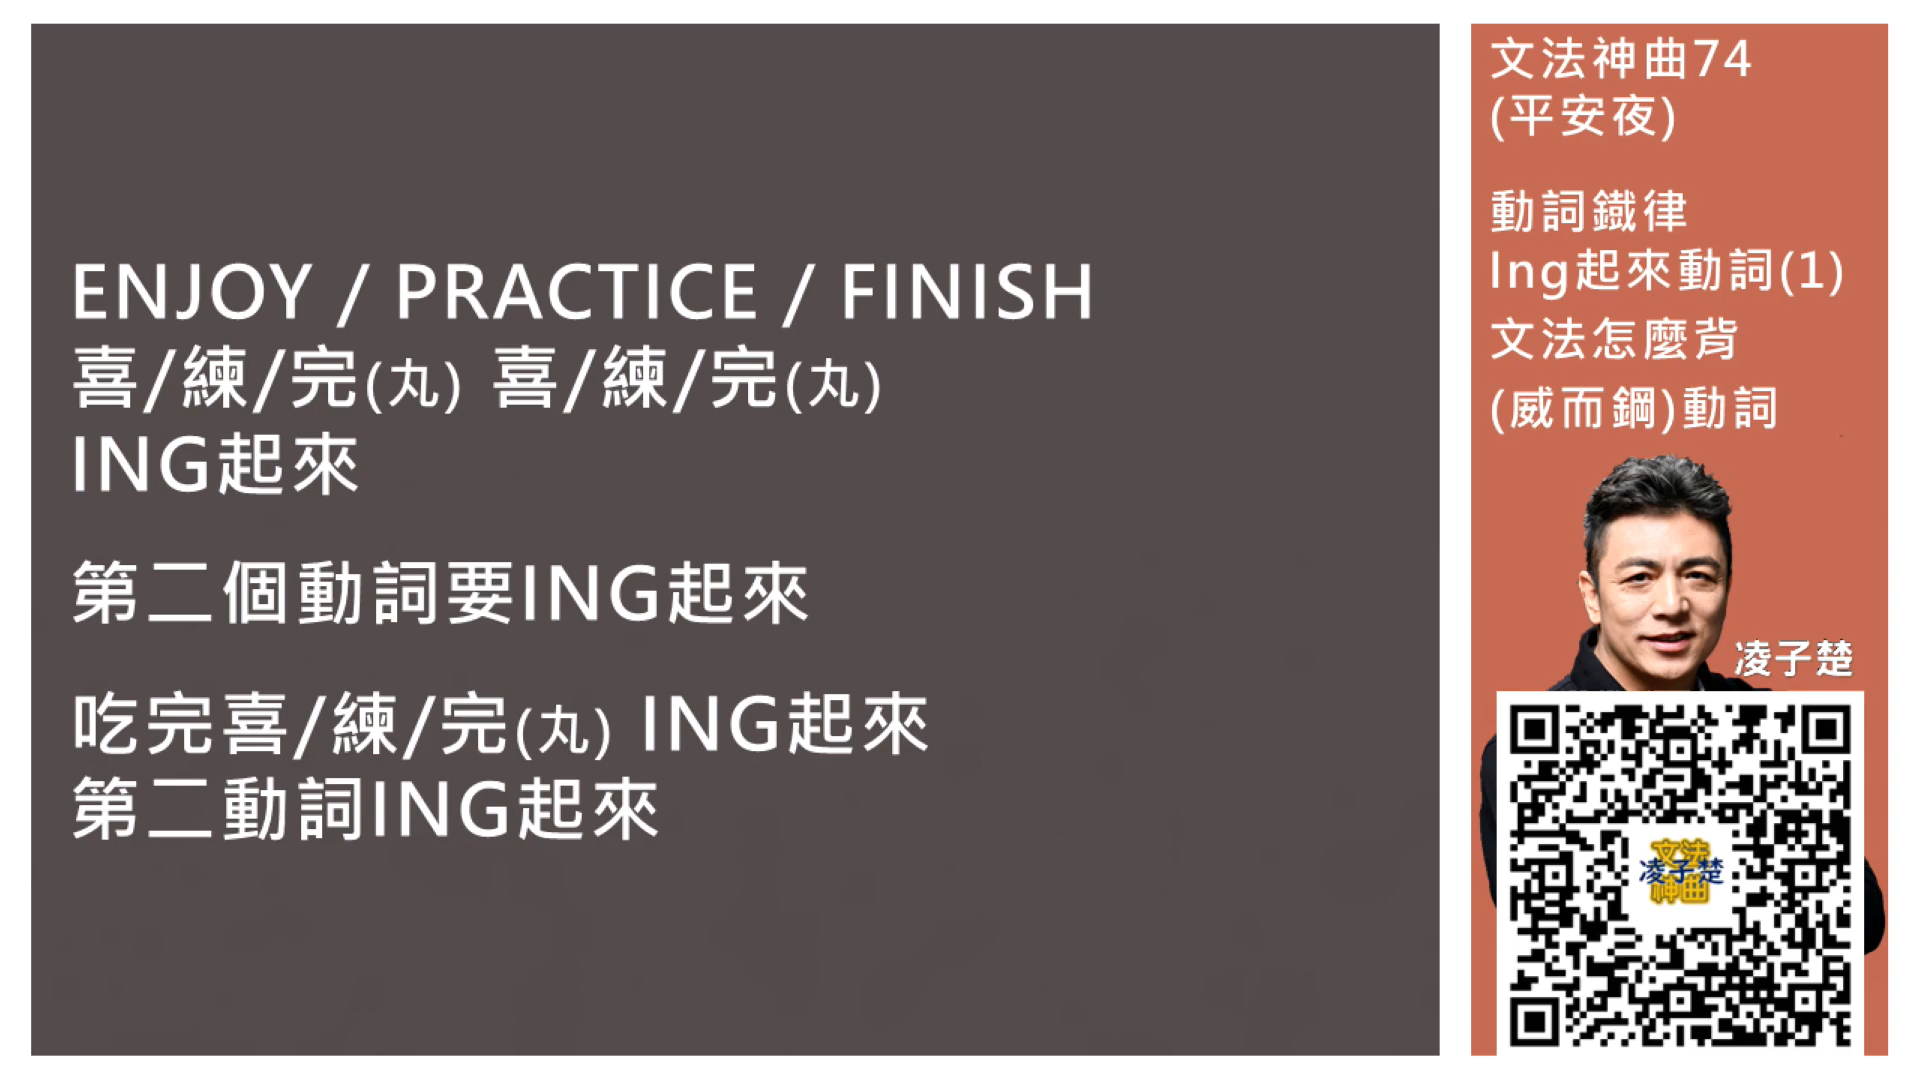 ENJOY / PRACTICE / FINISH
喜/練/完(丸) 喜/練/完(丸)
ING起來
第二個動詞要ING起來
吃完喜/練/完(丸) ING起來
第二動詞ING起來
文法神曲74
(平安夜)
動詞鐵律
Ing起來動詞(1)
文法怎麼背
(威而鋼)動詞
凌子楚
文法
凌子楚
神曲